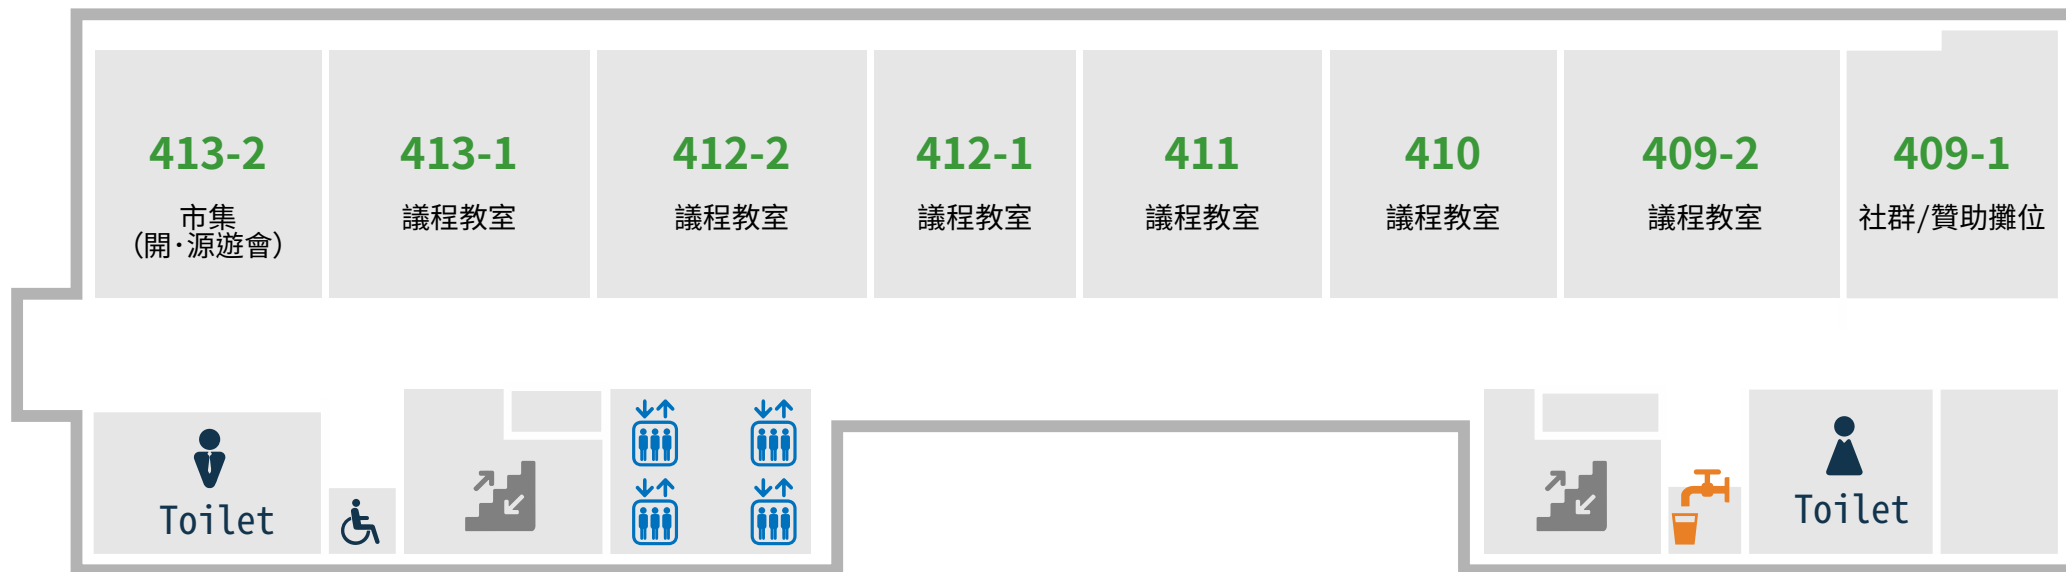 413-2
市集
（開·源遊會）
413-1
議程教室
412-2
議程教室
412-1
議程教室
411
議程教室
410
議程教室
409-2
議程教室
409-1
社群/贊助攤位
Toilet
Toilet